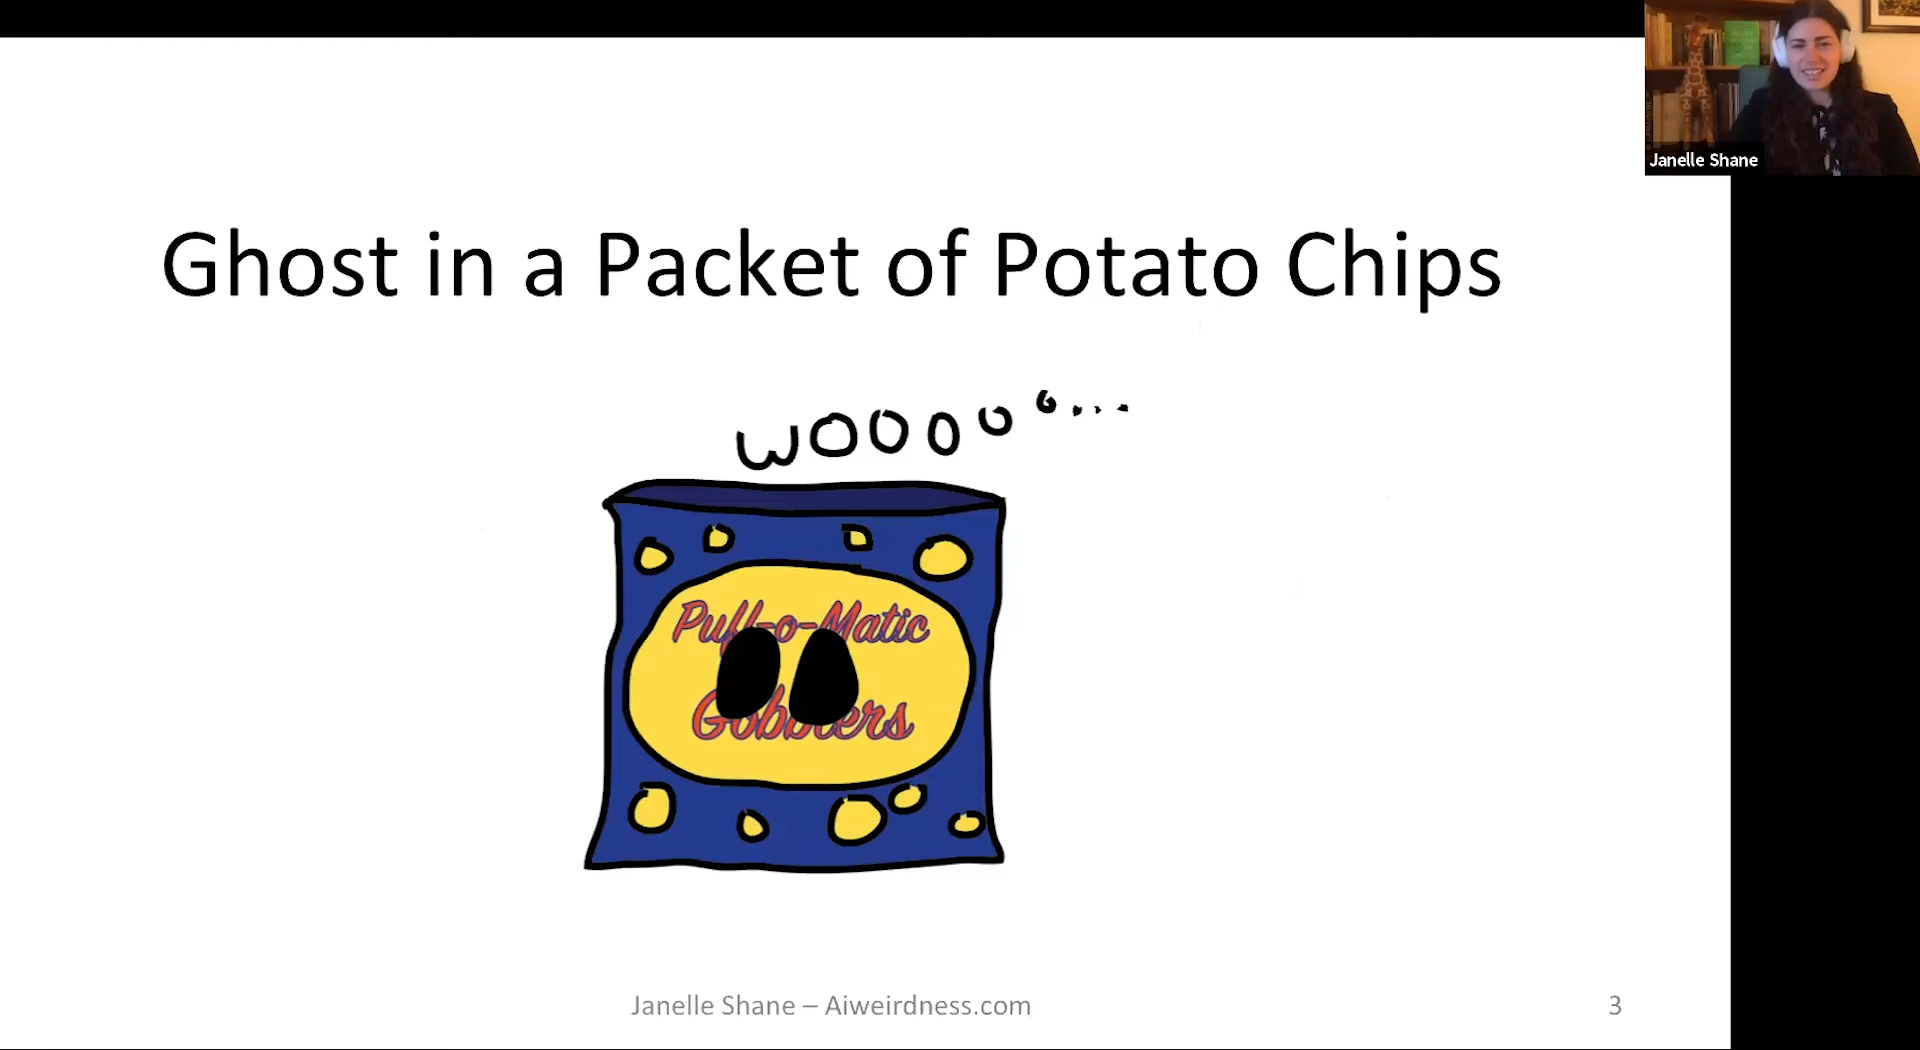 Janelle Shane
Ghost in a Packet of Potato Chips
WOOOOO...
Puff-o-Matic
Gobblers
Janelle Shane – Aiweirdness.com
3